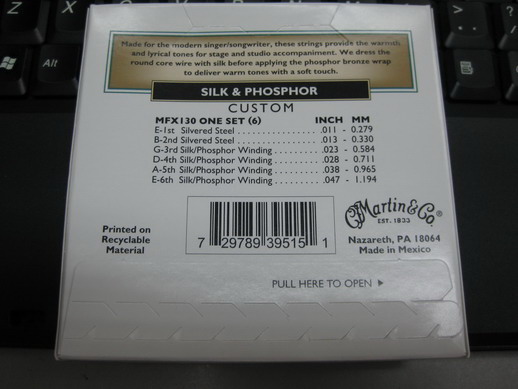 Z
X
Alt
>
.
?
/
Made for the modern singer/songwriter, these strings provide the warmth
and lyrical tones for stage and studio accompaniment. We dress the
round core wire with silk before applying the phosphor bronze wrap
to deliver warm tones with a soft touch.
SILK & PHOSPHOR
CUSTOM
MFX130 ONE SET (6) INCH MM
E-1st Silvered Steel . . . . . . . . . . . . . . .011 - 0.279
B-2nd Silvered Steel . . . . . . . . . . . . . . .013 - 0.330
G-3rd Silk/Phosphor Winding . . . . . . . . .023 - 0.584
D-4th Silk/Phosphor Winding . . . . . . . . .028 - 0.711
A-5th Silk/Phosphor Winding . . . . . . . . .038 - 0.965
E-6th Silk/Phosphor Winding . . . . . . . . .047 - 1.194
7 29789 39515 1
Printed on
Recyclable
Material
Martin & Co.®
EST. 1833
Nazareth, PA 18064
Made in Mexico
PULL HERE TO OPEN ►